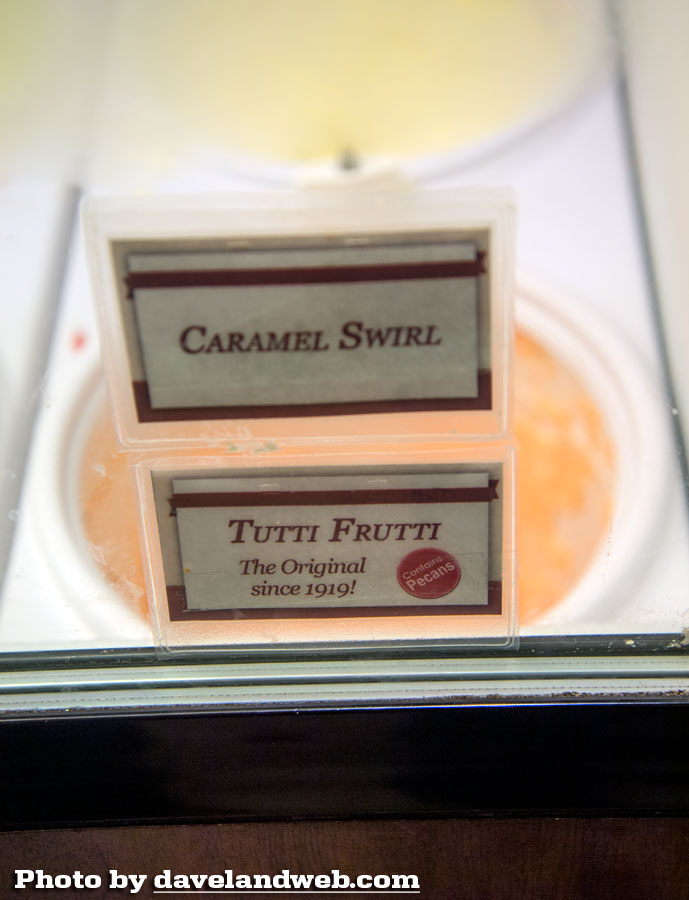 Caramel Swirl
Tutti Frutti
The Original
since 1919!
Contains
Pecans
Photo by davelandweb.com